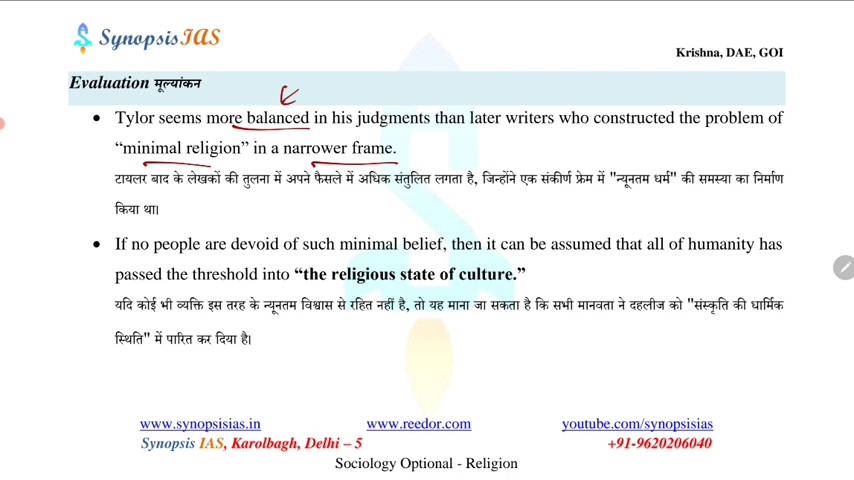 Synopsis IAS
Krishna, DAE, GOI
Evaluation मूल्यांकन
• Tylor seems more balanced in his judgments than later writers who constructed the problem of
“minimal religion” in a narrower frame.
टायलर बाद के लेखकों की तुलना में अपने फैसले में अधिक संतुलित लगता है, जिन्होंने एक संकीर्ण फ्रेम में "न्यूनतम धर्म" की समस्या का निर्माण
किया था।
• If no people are devoid of such minimal belief, then it can be assumed that all of humanity has
passed the threshold into “the religious state of culture.”
यदि कोई भी व्यक्ति इस तरह के न्यूनतम विश्वास से रहित नहीं है, तो यह माना जा सकता है कि सभी मानवता ने दहलीज को "संस्कृति की धार्मिक
स्थिति" में पारित कर दिया है।
www.synopsisias.in www.reedor.com youtube.com/synopsisias
Synopsis IAS, Karolbagh, Delhi – 5 +91-9620206040
Sociology Optional - Religion